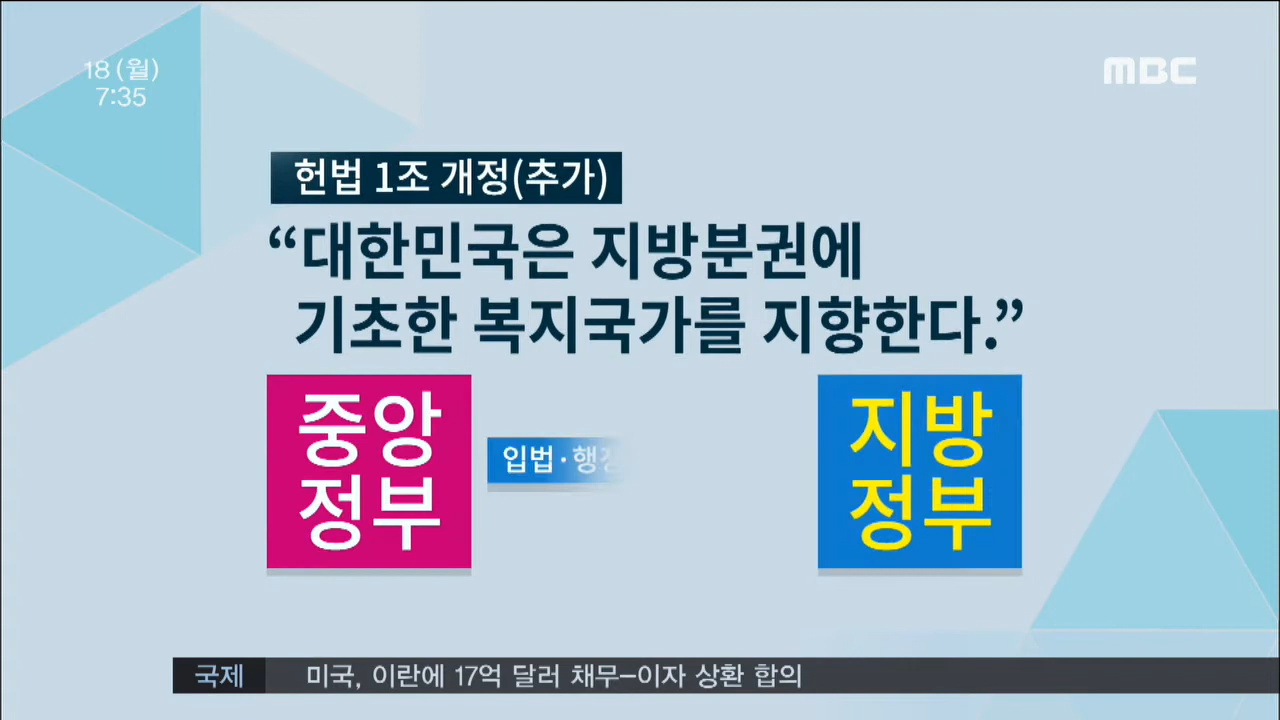 18(월)
7:35
MBC
헌법 1조 개정(추가)
“대한민국은 지방분권에
기초한 복지국가를 지향한다.”
중앙
정부
입법·행정
지방
정부
국제 미국, 이란에 17억 달러 채무-이자 상환 합의